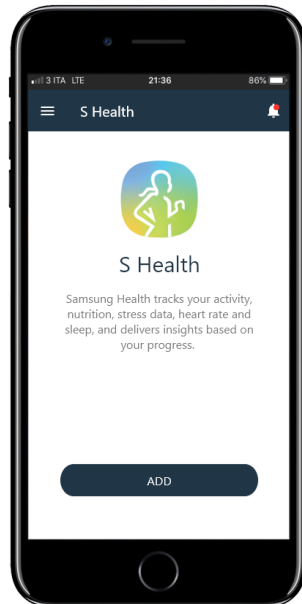 3 ITA LTE 21:36 86%
S Health
S Health
Samsung Health tracks your activity,
nutrition, stress data, heart rate and
sleep, and delivers insights based on
your progress.
ADD